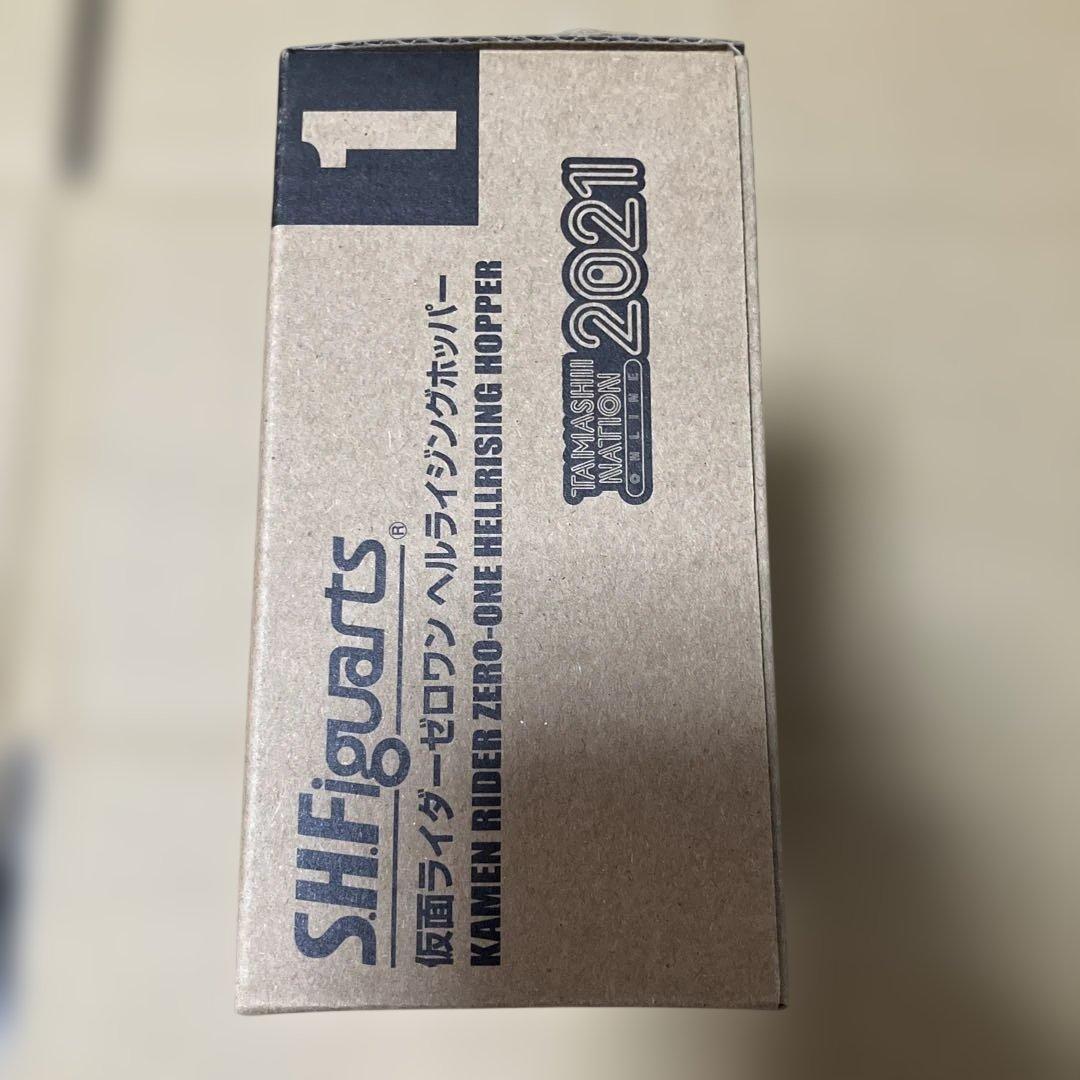 S.H.Figuarts®
仮面ライダーゼロワン ヘルライジングホッパー
KAMEN RIDER ZERO-ONE HELLRISING HOPPER
1
TAMASHII
NATION
ONLINE
2021